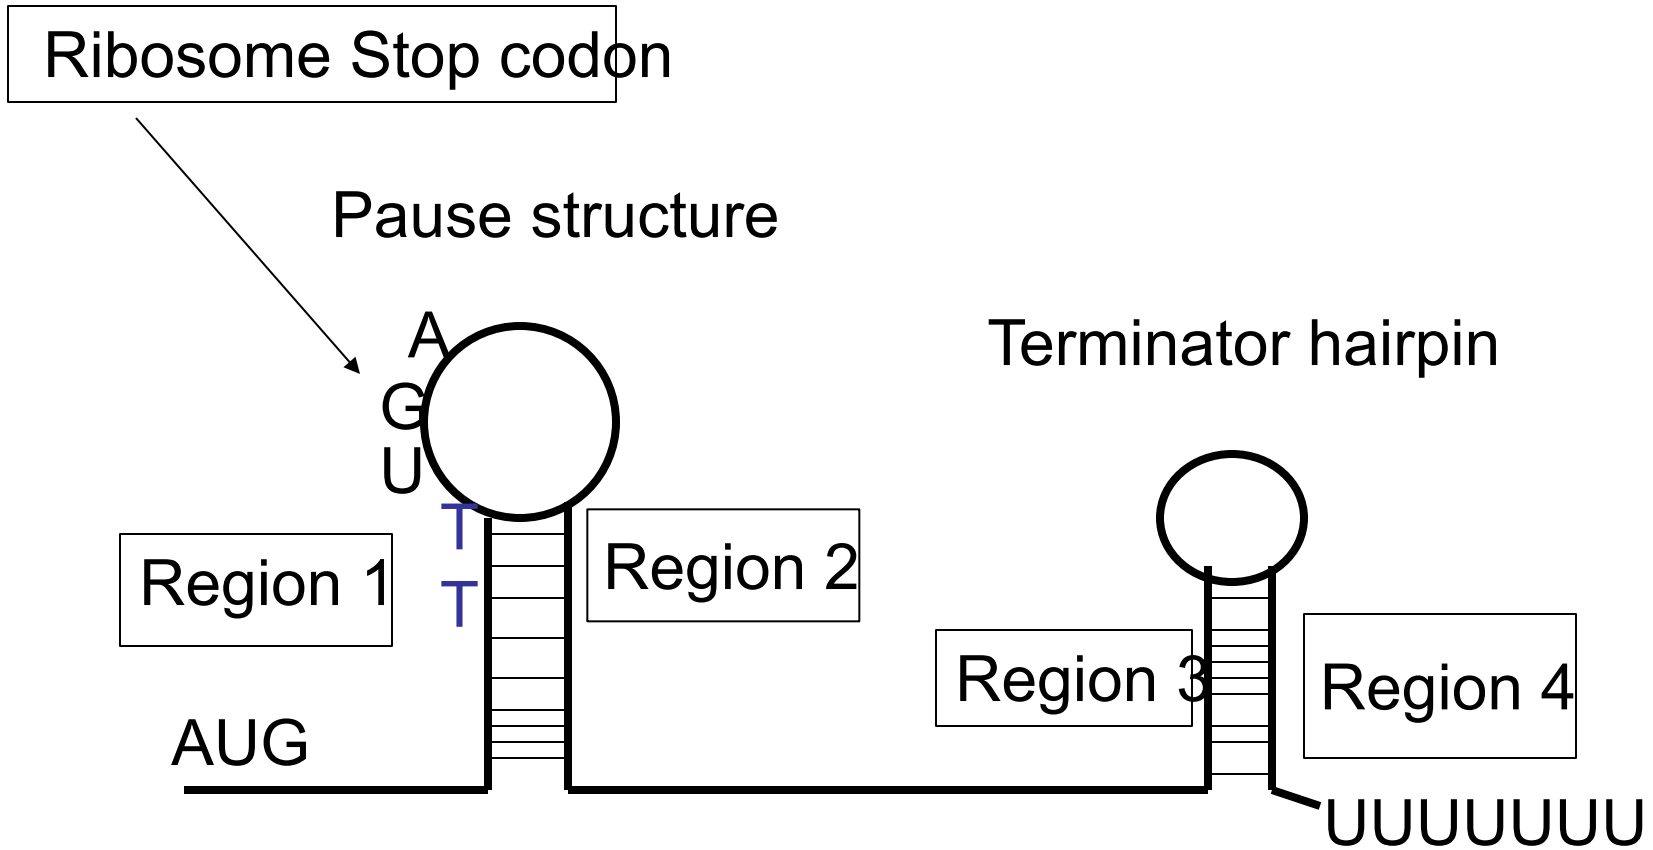 Ribosome Stop codon
Pause structure
A
G
U
Terminator hairpin
T
T
Region 1
Region 2
Region 3
Region 4
AUG
UUUUUUU